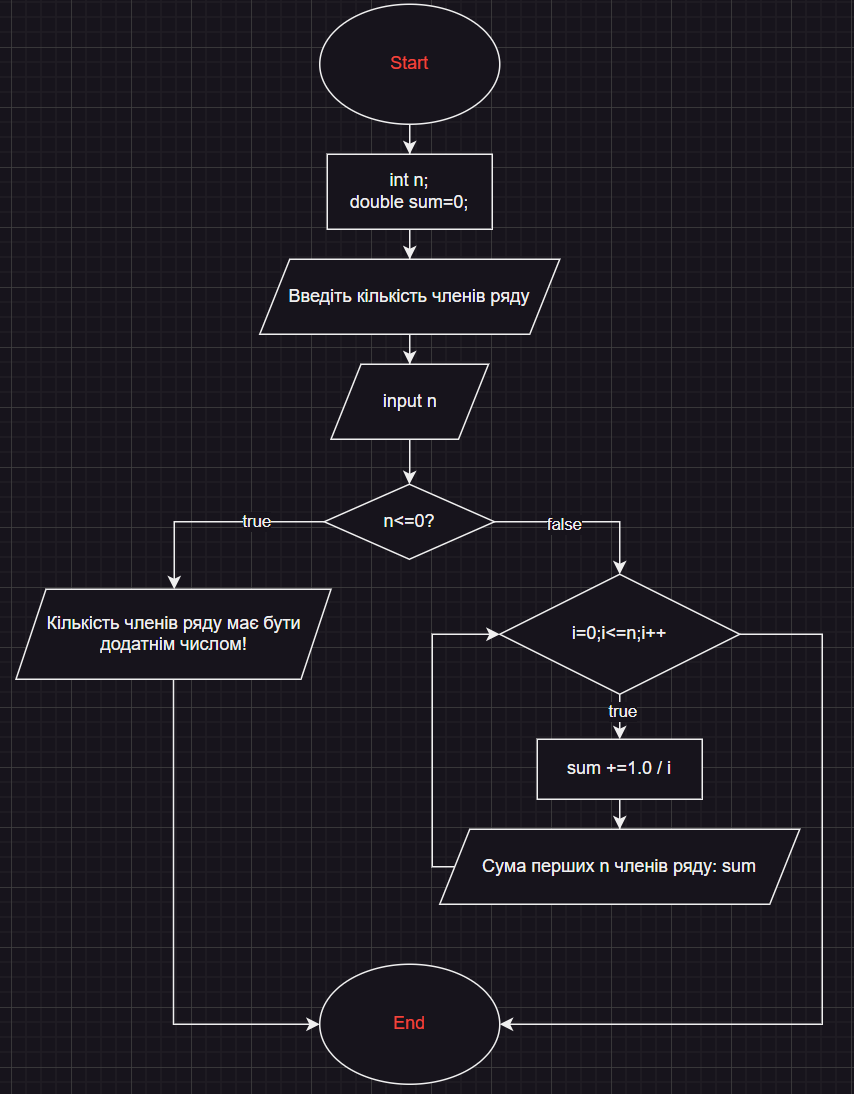 Start
int n;
double sum=0;
Введіть кількість членів ряду
input n
n<=0?
true
false
Кількість членів ряду має бути
додатнім числом!
i=0;i<=n;i++
true
sum +=1.0 / i
Сума перших n членів ряду: sum
End